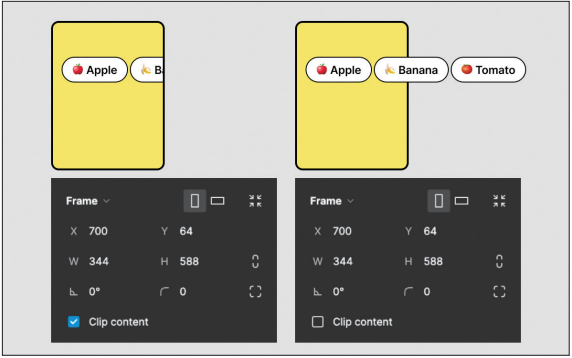 Apple
Ba
Apple
Banana
Tomato
Frame
X 700 Y 64
W 344 H 588
0° 0
Clip content
Frame
X 700 Y 64
W 344 H 588
0° 0
Clip content